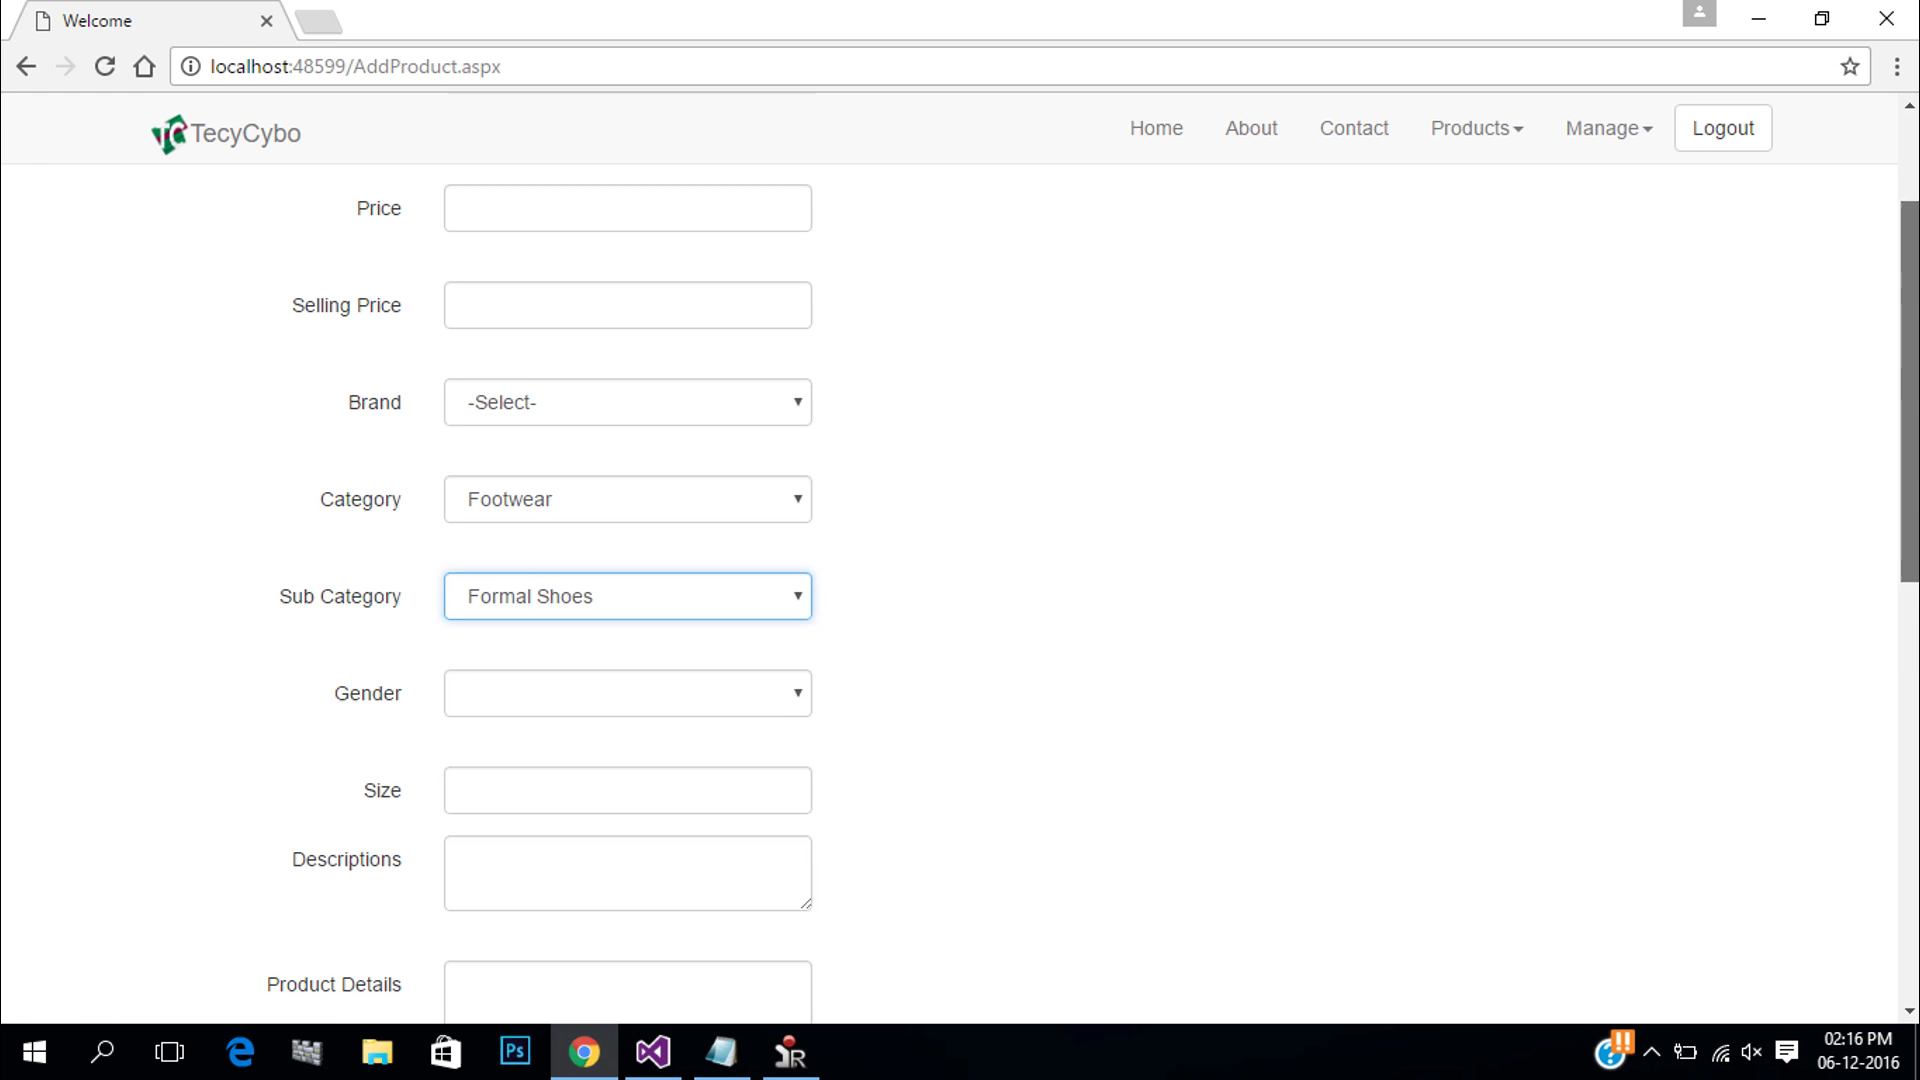 Welcome
localhost:48599/AddProduct.aspx
TecyCybo
Home About Contact Products Manage Logout
Price
Selling Price
Brand -Select-
Category Footwear
Sub Category Formal Shoes
Gender
Size
Descriptions
Product Details
Ps
02:16 PM
06-12-2016